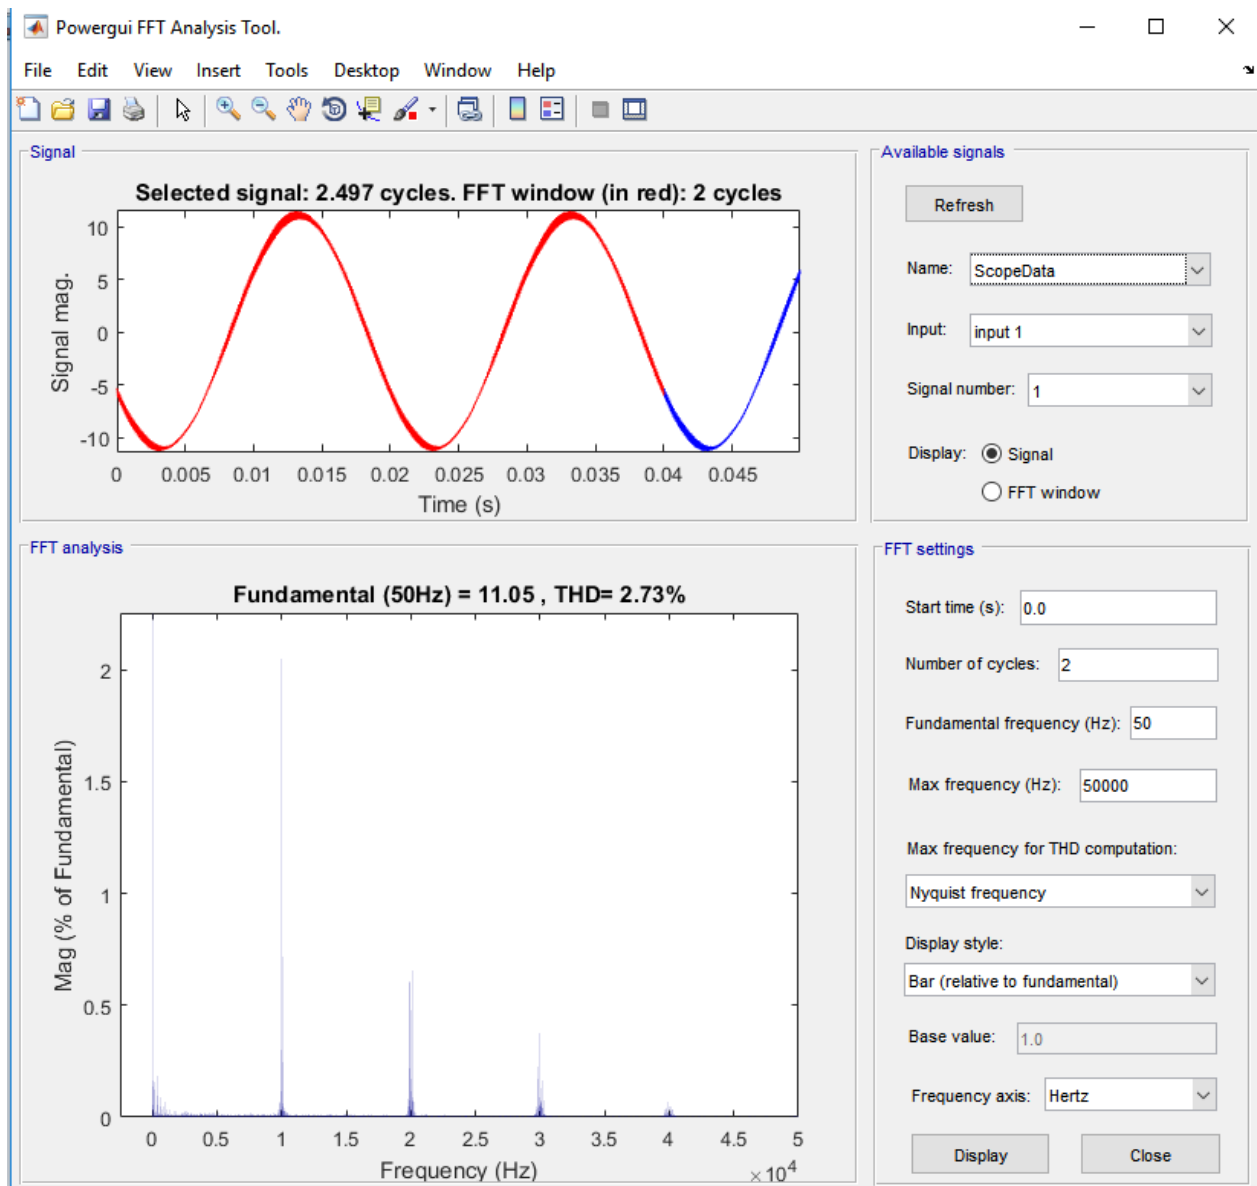 Powergui FFT Analysis Tool.
File Edit View Insert Tools Desktop Window Help
Signal
Selected signal: 2.497 cycles. FFT window (in red): 2 cycles
10
5
0
-5
-10
Signal mag.
0 0.005 0.01 0.015 0.02 0.025 0.03 0.035 0.04 0.045
Time (s)
Available signals
Refresh
Name: ScopeData
Input: input 1
Signal number: 1
Display: Signal
FFT window
FFT analysis
Fundamental (50Hz) = 11.05 , THD= 2.73%
2
1.5
1
0.5
0
Mag (% of Fundamental)
0 0.5 1 1.5 2 2.5 3 3.5 4 4.5 5
Frequency (Hz) × 10^4
FFT settings
Start time (s): 0.0
Number of cycles: 2
Fundamental frequency (Hz): 50
Max frequency (Hz): 50000
Max frequency for THD computation:
Nyquist frequency
Display style:
Bar (relative to fundamental)
Base value: 1.0
Frequency axis: Hertz
Display Close